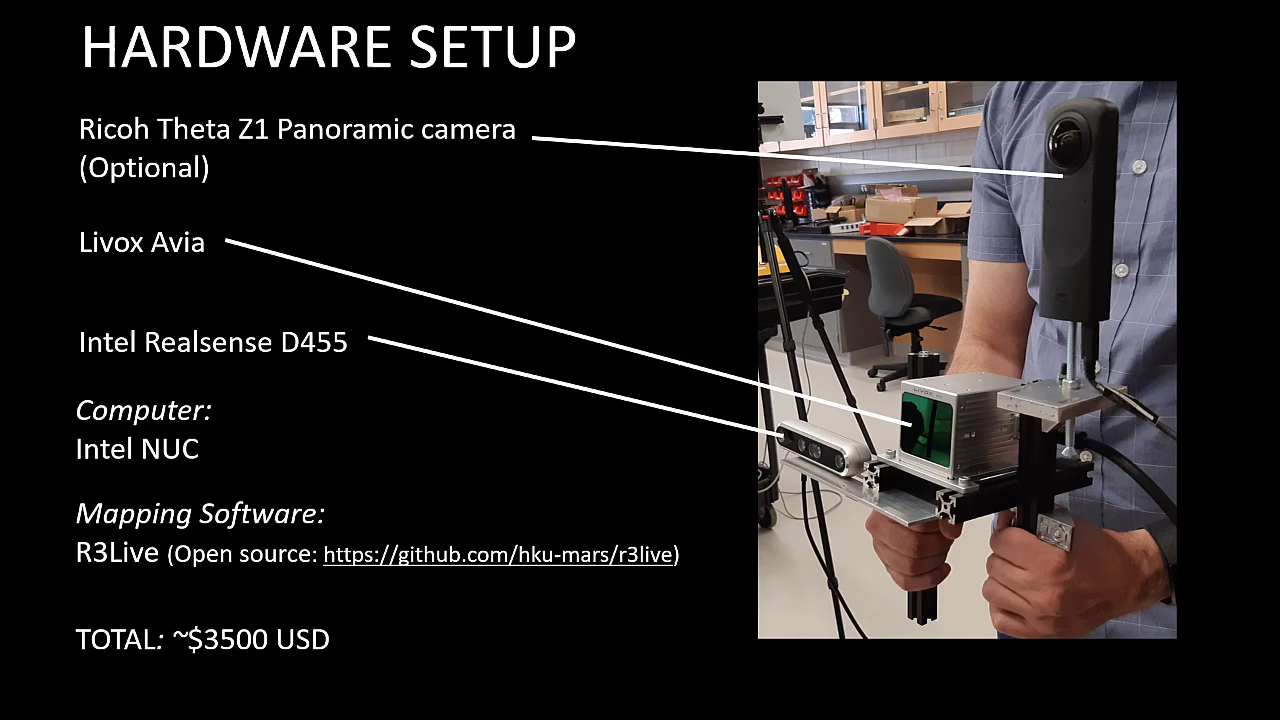 HARDWARE SETUP
Ricoh Theta Z1 Panoramic camera
(Optional)
Livox Avia
Intel Realsense D455
Computer:
Intel NUC
Mapping Software:
R3Live (Open source: https://github.com/hku-mars/r3live)
TOTAL: ~$3500 USD
LIVOX